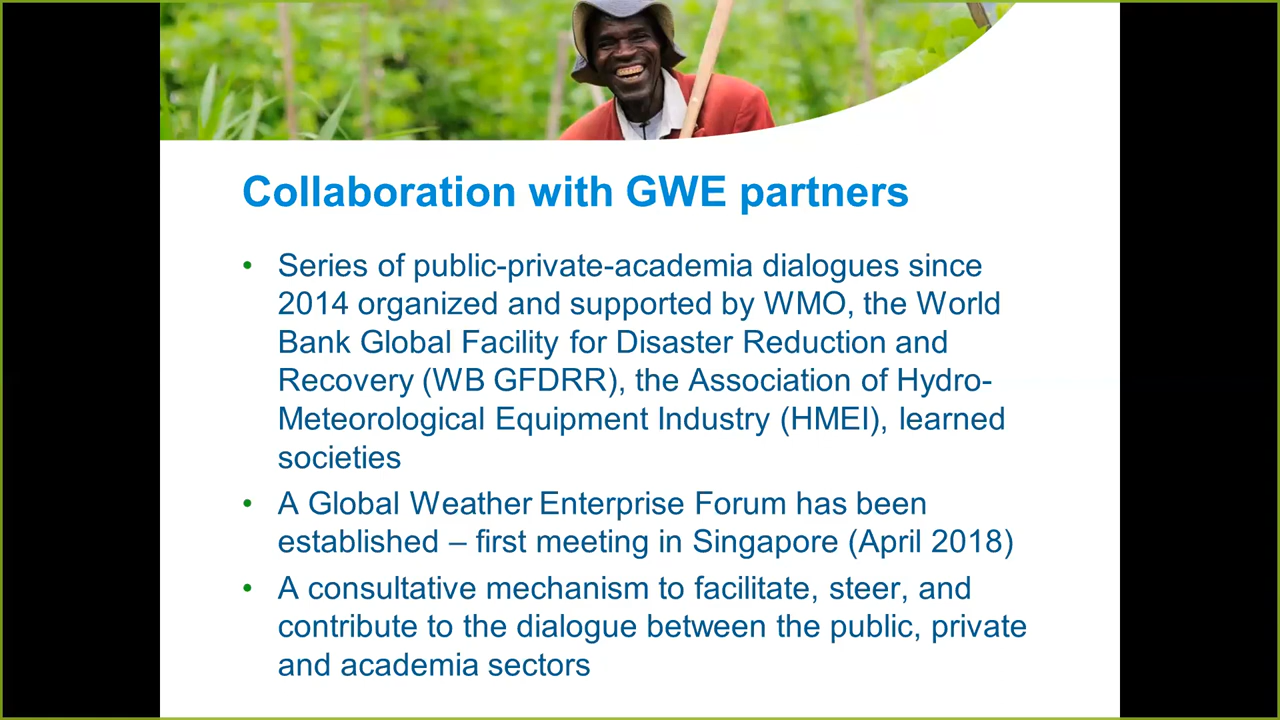 Collaboration with GWE partners
• Series of public-private-academia dialogues since
2014 organized and supported by WMO, the World
Bank Global Facility for Disaster Reduction and
Recovery (WB GFDRR), the Association of Hydro-
Meteorological Equipment Industry (HMEI), learned
societies
• A Global Weather Enterprise Forum has been
established – first meeting in Singapore (April 2018)
• A consultative mechanism to facilitate, steer, and
contribute to the dialogue between the public, private
and academia sectors